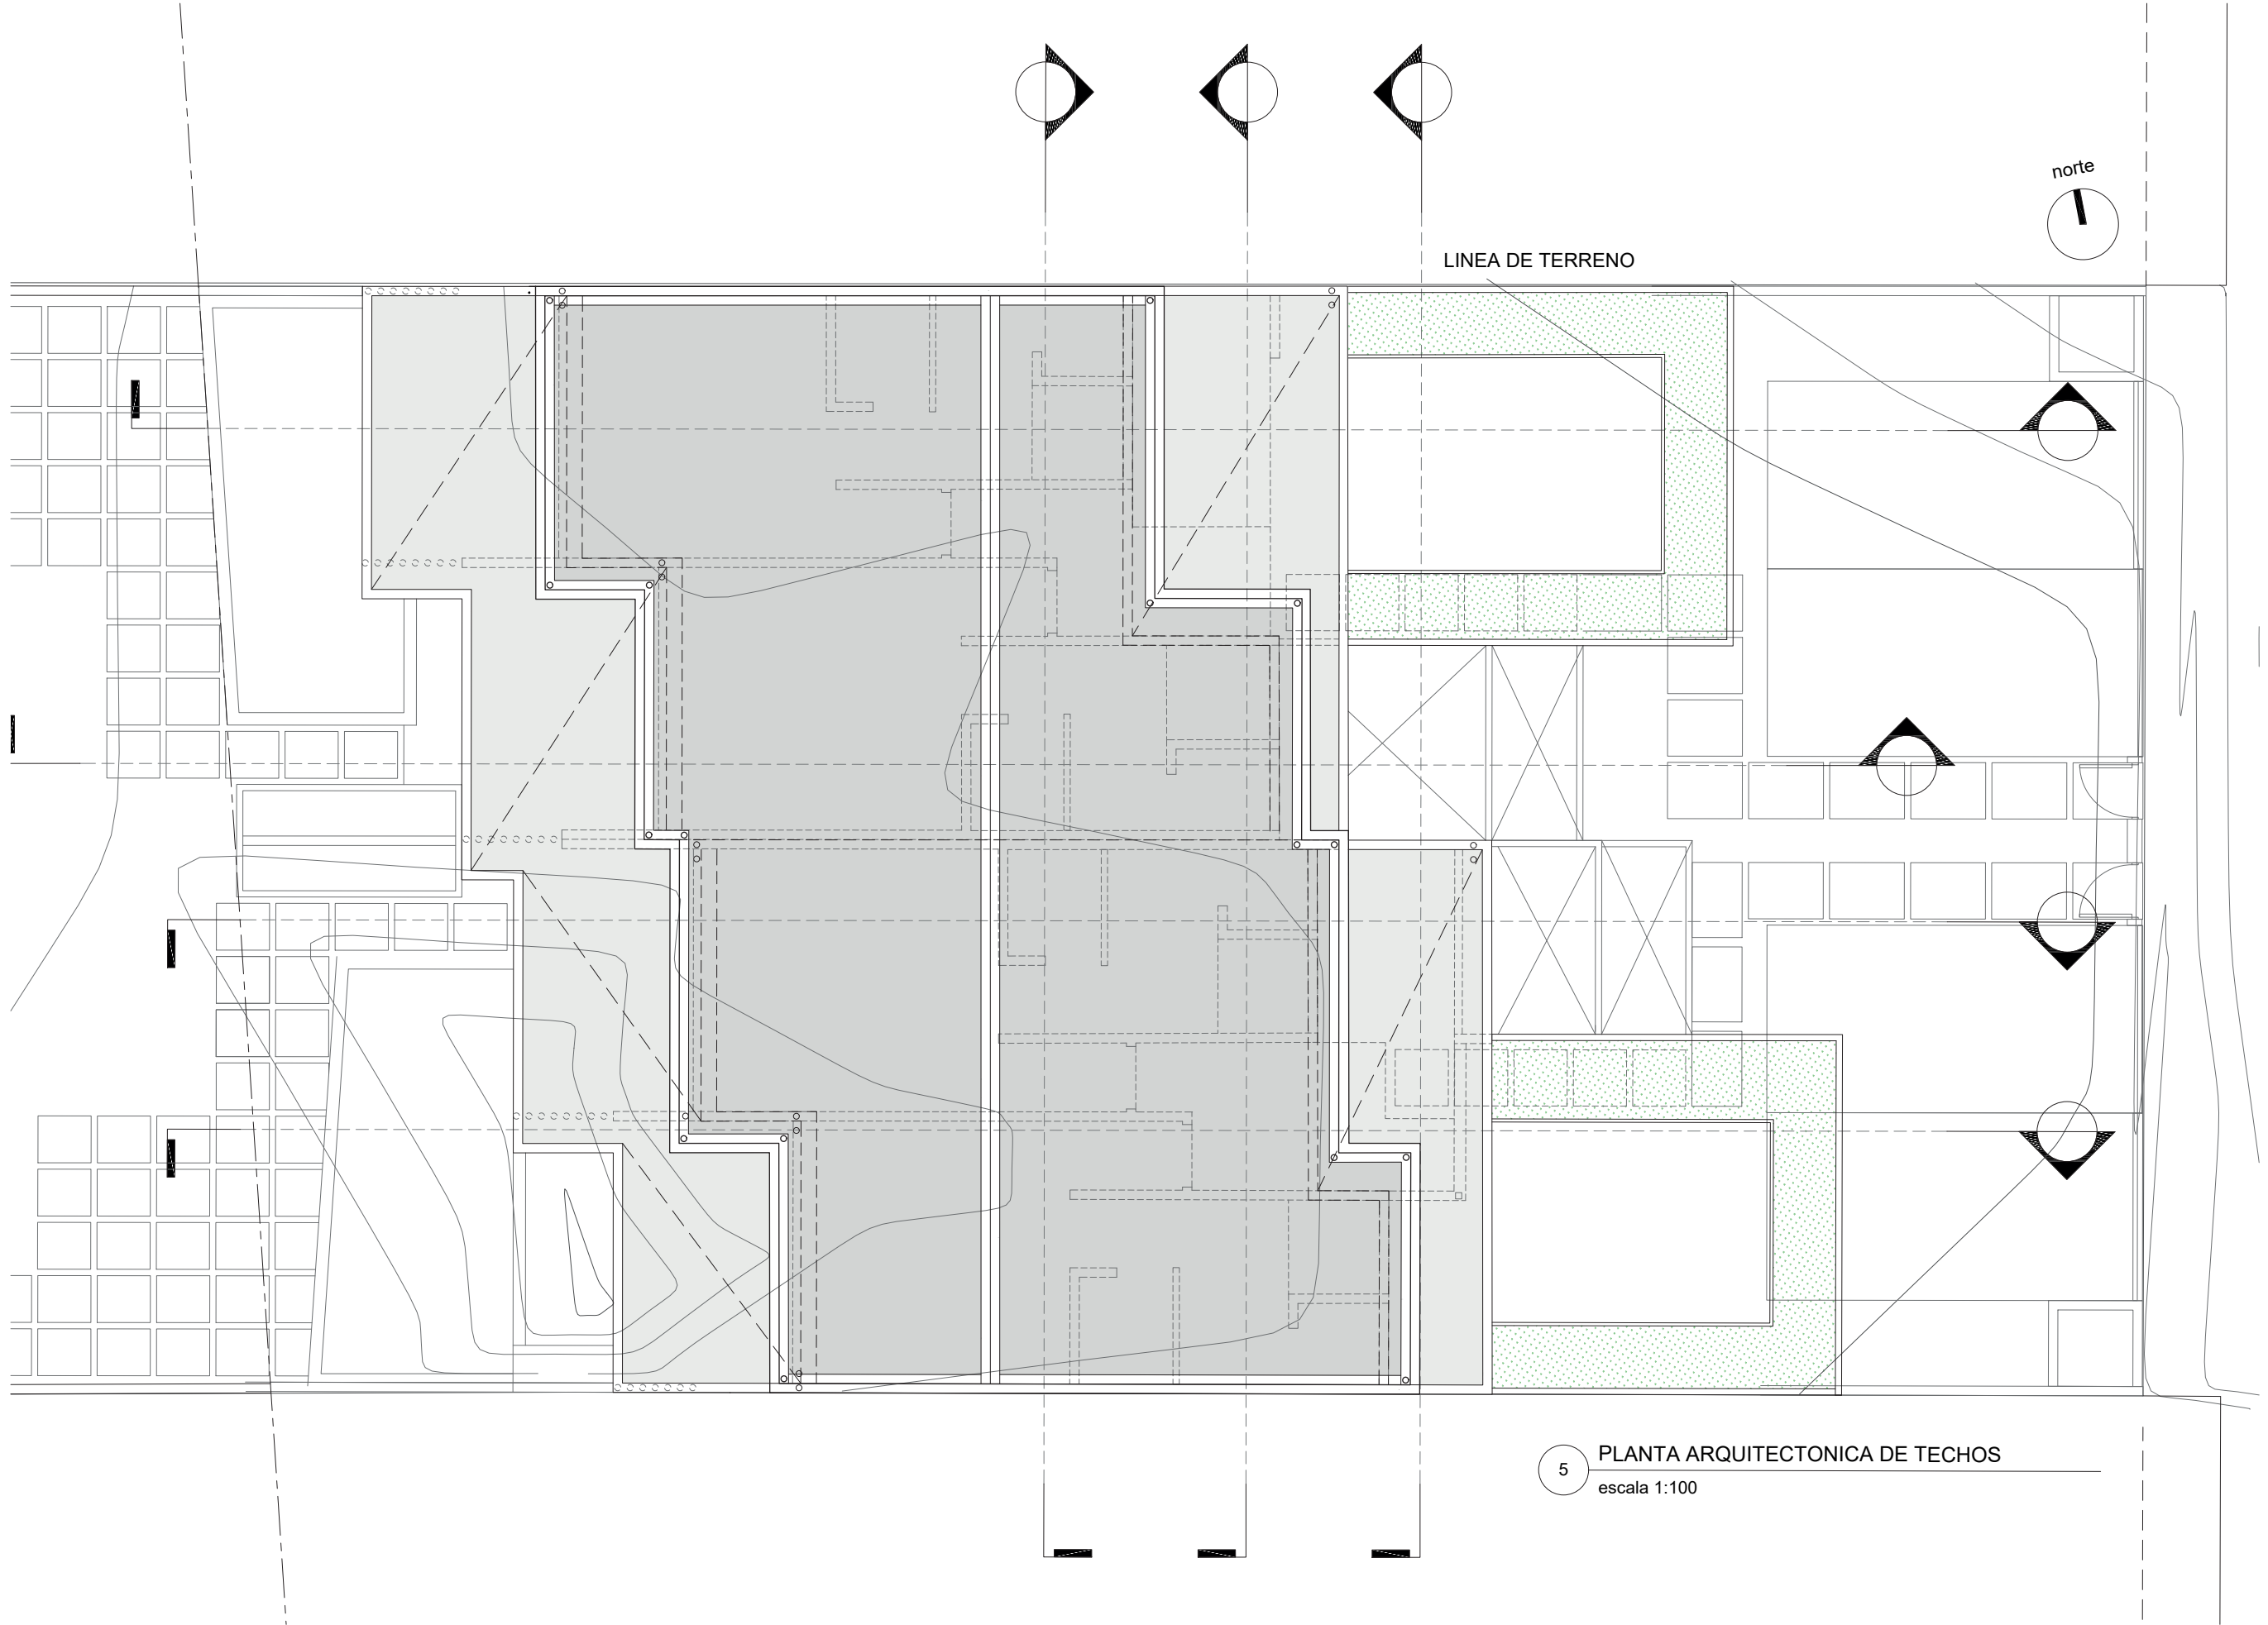 norte
LINEA DE TERRENO
5
PLANTA ARQUITECTONICA DE TECHOS
escala 1:100